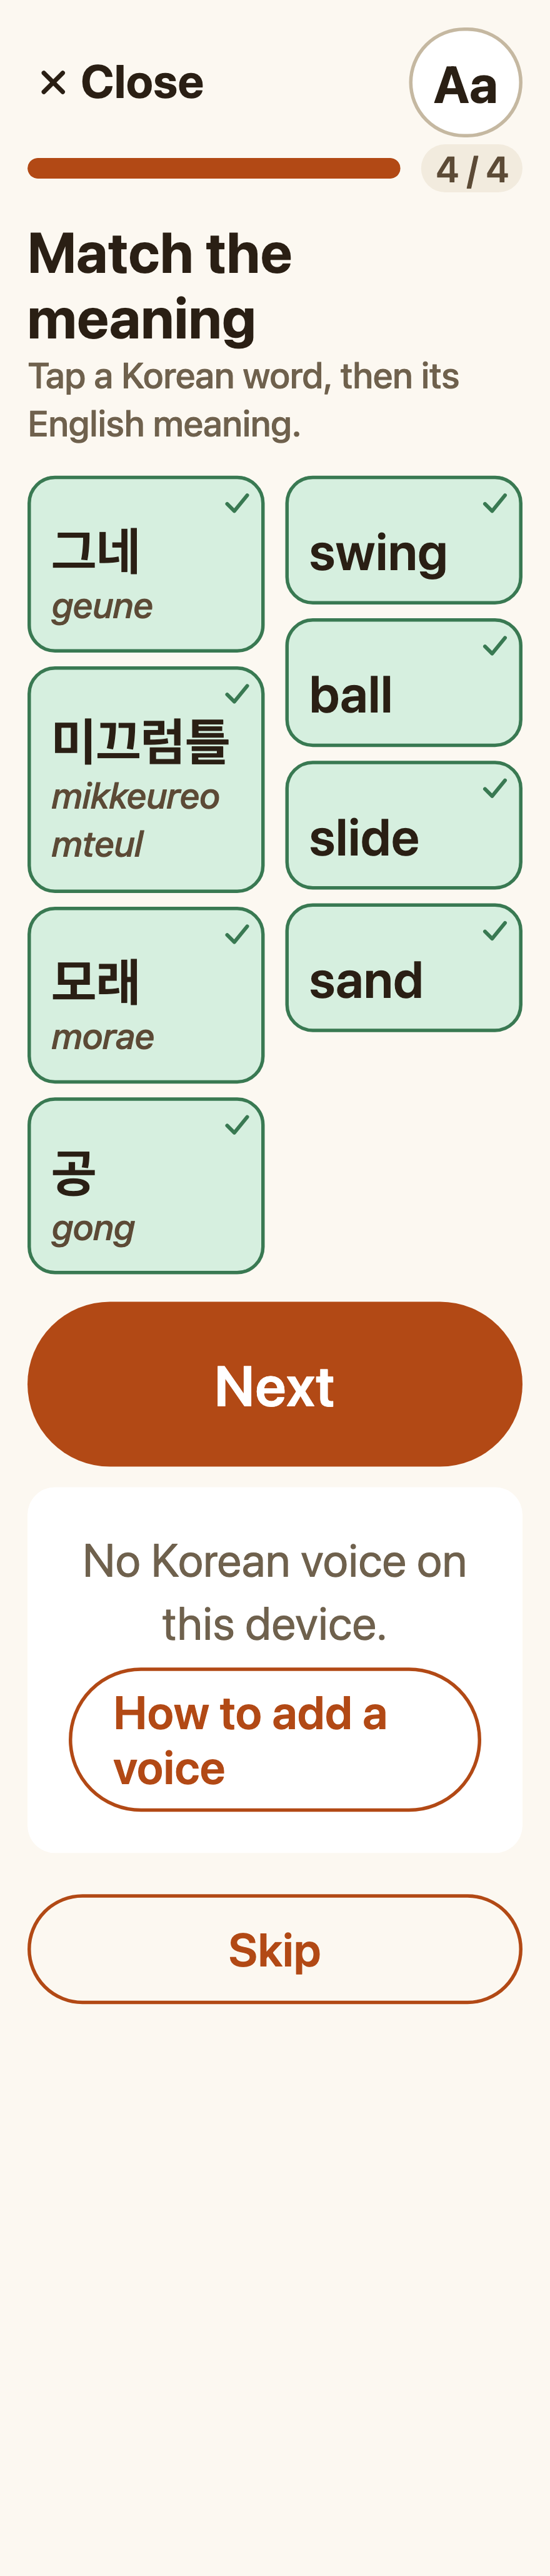 × Close
Aa
4 / 4
Match the
meaning
Tap a Korean word, then its
English meaning.
그네
geune
미끄럼틀
mikkeureo
mteul
모래
morae
공
gong
swing
ball
slide
sand
Next
No Korean voice on
this device.
How to add a
voice
Skip